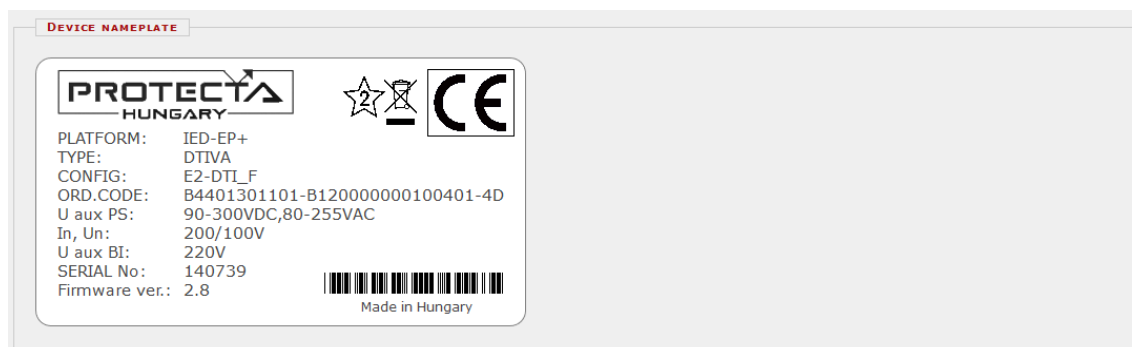 DEVICE NAMEPLATE
PROTECTA
HUNGARY
2
CE
PLATFORM: IED-EP+
TYPE: DTIVA
CONFIG: E2-DTI_F
ORD.CODE: B4401301101-B120000000100401-4D
U aux PS: 90-300VDC,80-255VAC
In, Un: 200/100V
U aux BI: 220V
SERIAL No: 140739
Firmware ver.: 2.8
Made in Hungary